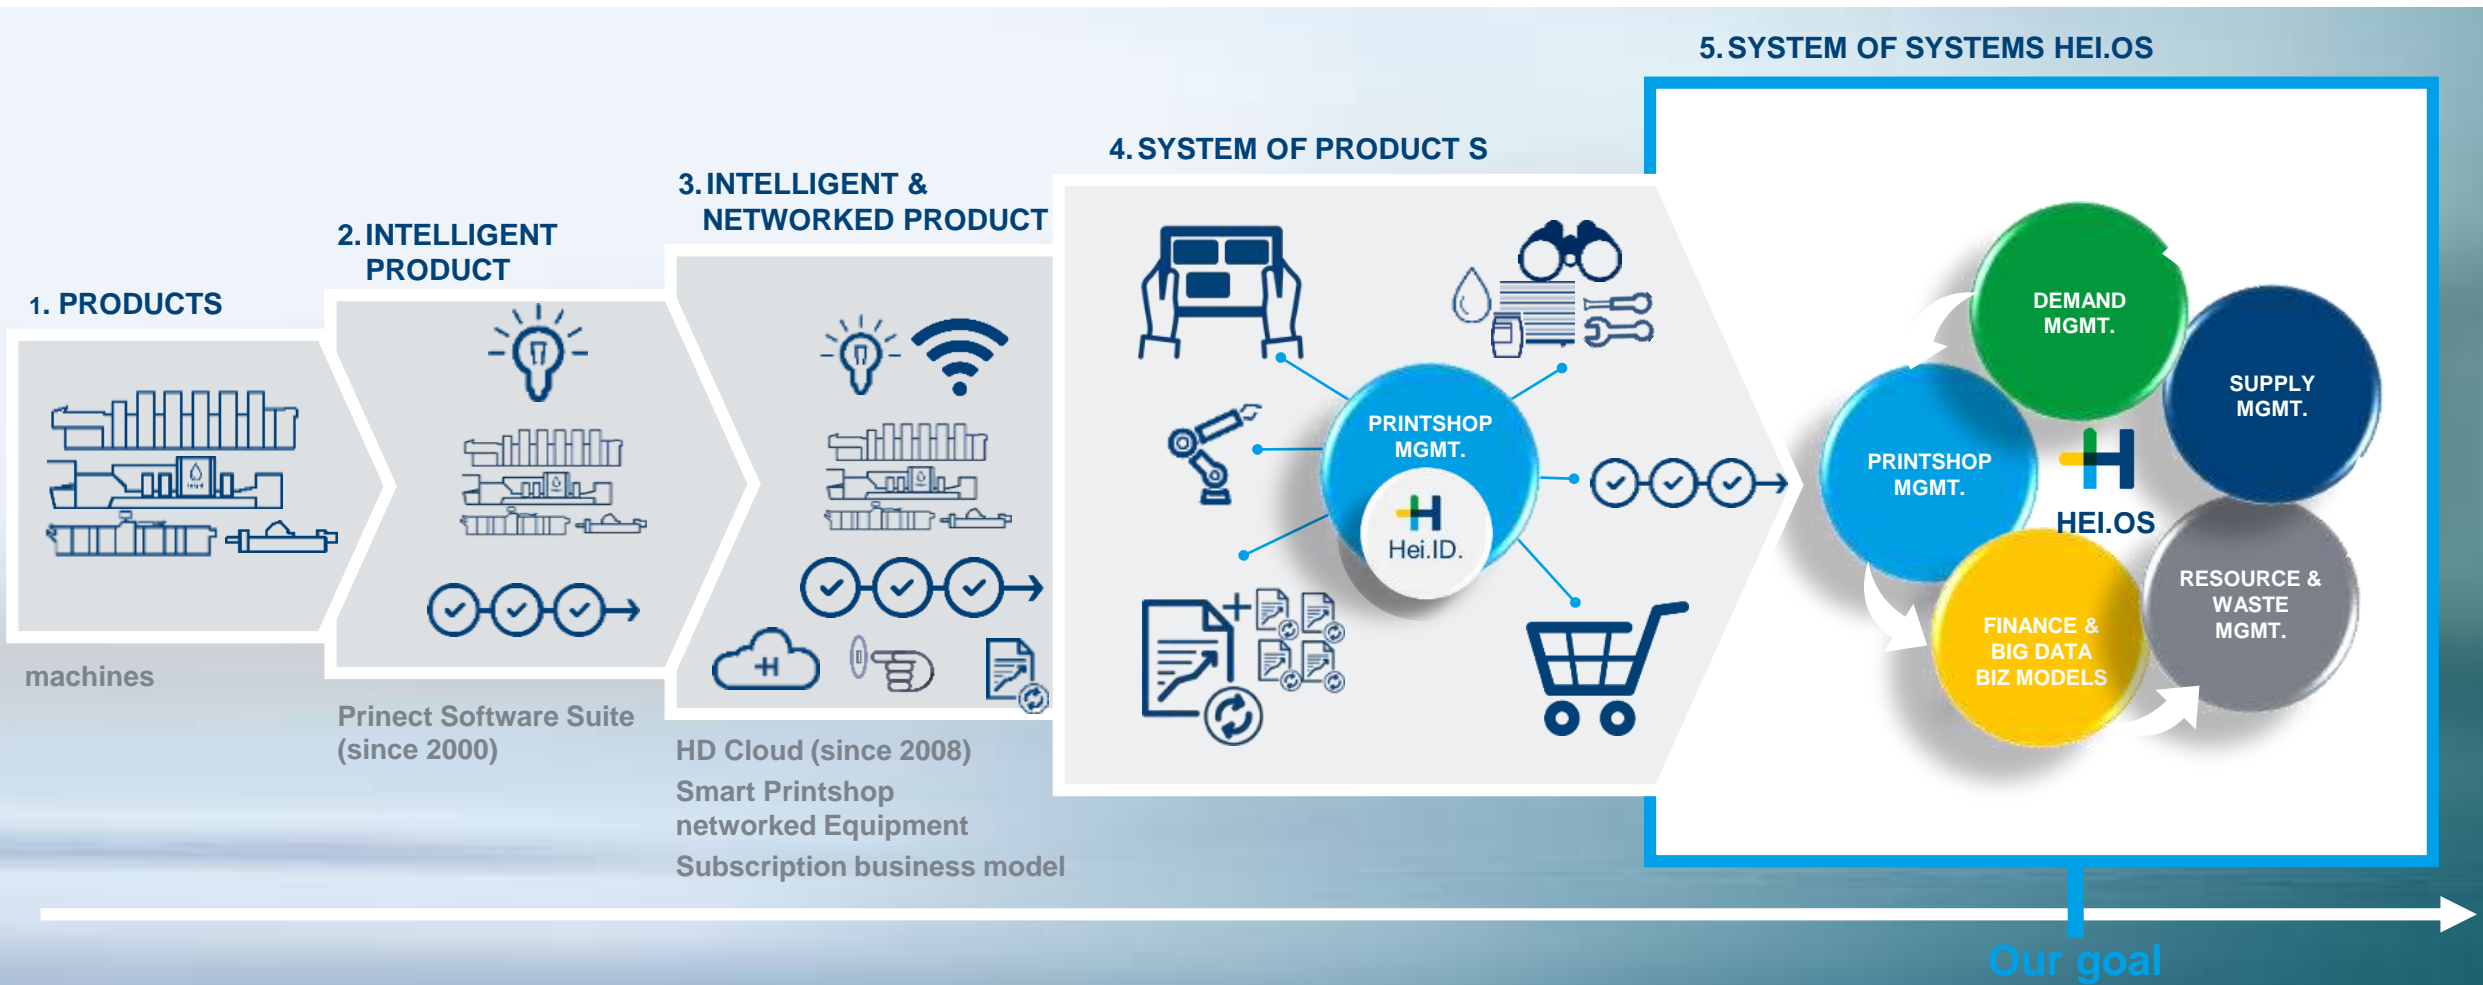 1. PRODUCTS
machines
2. INTELLIGENT
PRODUCT
Prinect Software Suite
(since 2000)
3. INTELLIGENT &
NETWORKED PRODUCT
HD Cloud (since 2008)
Smart Printshop
networked Equipment
Subscription business model
4. SYSTEM OF PRODUCT S
PRINTSHOP
MGMT.
Hei.ID.
5. SYSTEM OF SYSTEMS HEI.OS
DEMAND
MGMT.
SUPPLY
MGMT.
PRINTSHOP
MGMT.
HEI.OS
RESOURCE &
WASTE
MGMT.
FINANCE &
BIG DATA
BIZ MODELS
Our goal